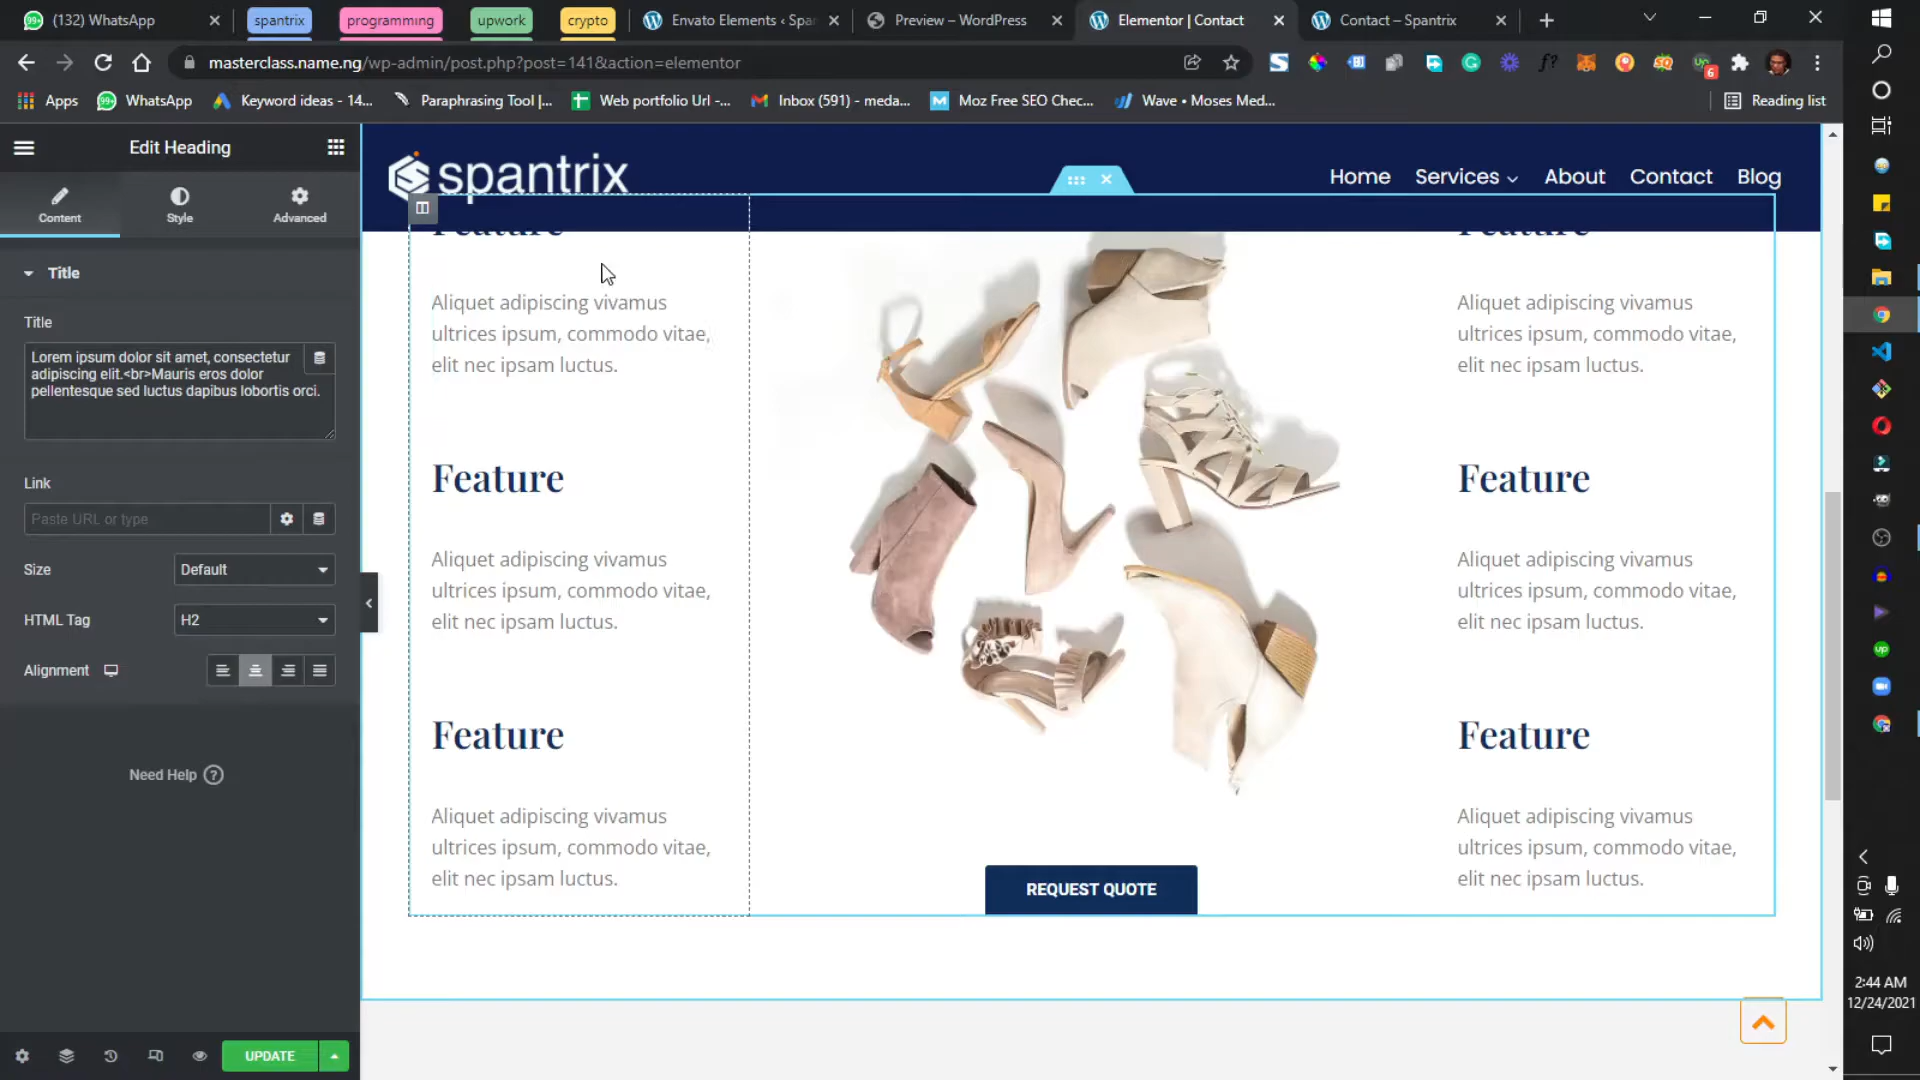 (132) WhatsApp
spantrix
programming
upwork
crypto
Envato Elements ‹ Spa
Preview – WordPress
Elementor | Contact
Contact – Spantrix
masterclass.name.ng/wp-admin/post.php?post=141&action=elementor
Apps
WhatsApp
Keyword ideas - 14...
Paraphrasing Tool |...
Web portfolio Url -...
Inbox (591) - meda...
Moz Free SEO Chec...
Wave • Moses Med...
Reading list
Edit Heading
Content
Style
Advanced
Title
Title
Lorem ipsum dolor sit amet, consectetur
adipiscing elit.<br>Mauris eros dolor
pellentesque sed luctus dapibus lobortis orci.
Link
Paste URL or type
Size
Default
HTML Tag
H2
Alignment
Need Help
UPDATE
spantrix
Home
Services
About
Contact
Blog
Feature
Aliquet adipiscing vivamus
ultrices ipsum, commodo vitae,
elit nec ipsam luctus.
Feature
Aliquet adipiscing vivamus
ultrices ipsum, commodo vitae,
elit nec ipsam luctus.
Feature
Aliquet adipiscing vivamus
ultrices ipsum, commodo vitae,
elit nec ipsam luctus.
REQUEST QUOTE
Feature
Aliquet adipiscing vivamus
ultrices ipsum, commodo vitae,
elit nec ipsam luctus.
Feature
Aliquet adipiscing vivamus
ultrices ipsum, commodo vitae,
elit nec ipsam luctus.
Feature
Aliquet adipiscing vivamus
ultrices ipsum, commodo vitae,
elit nec ipsam luctus.
2:44 AM
12/24/2021